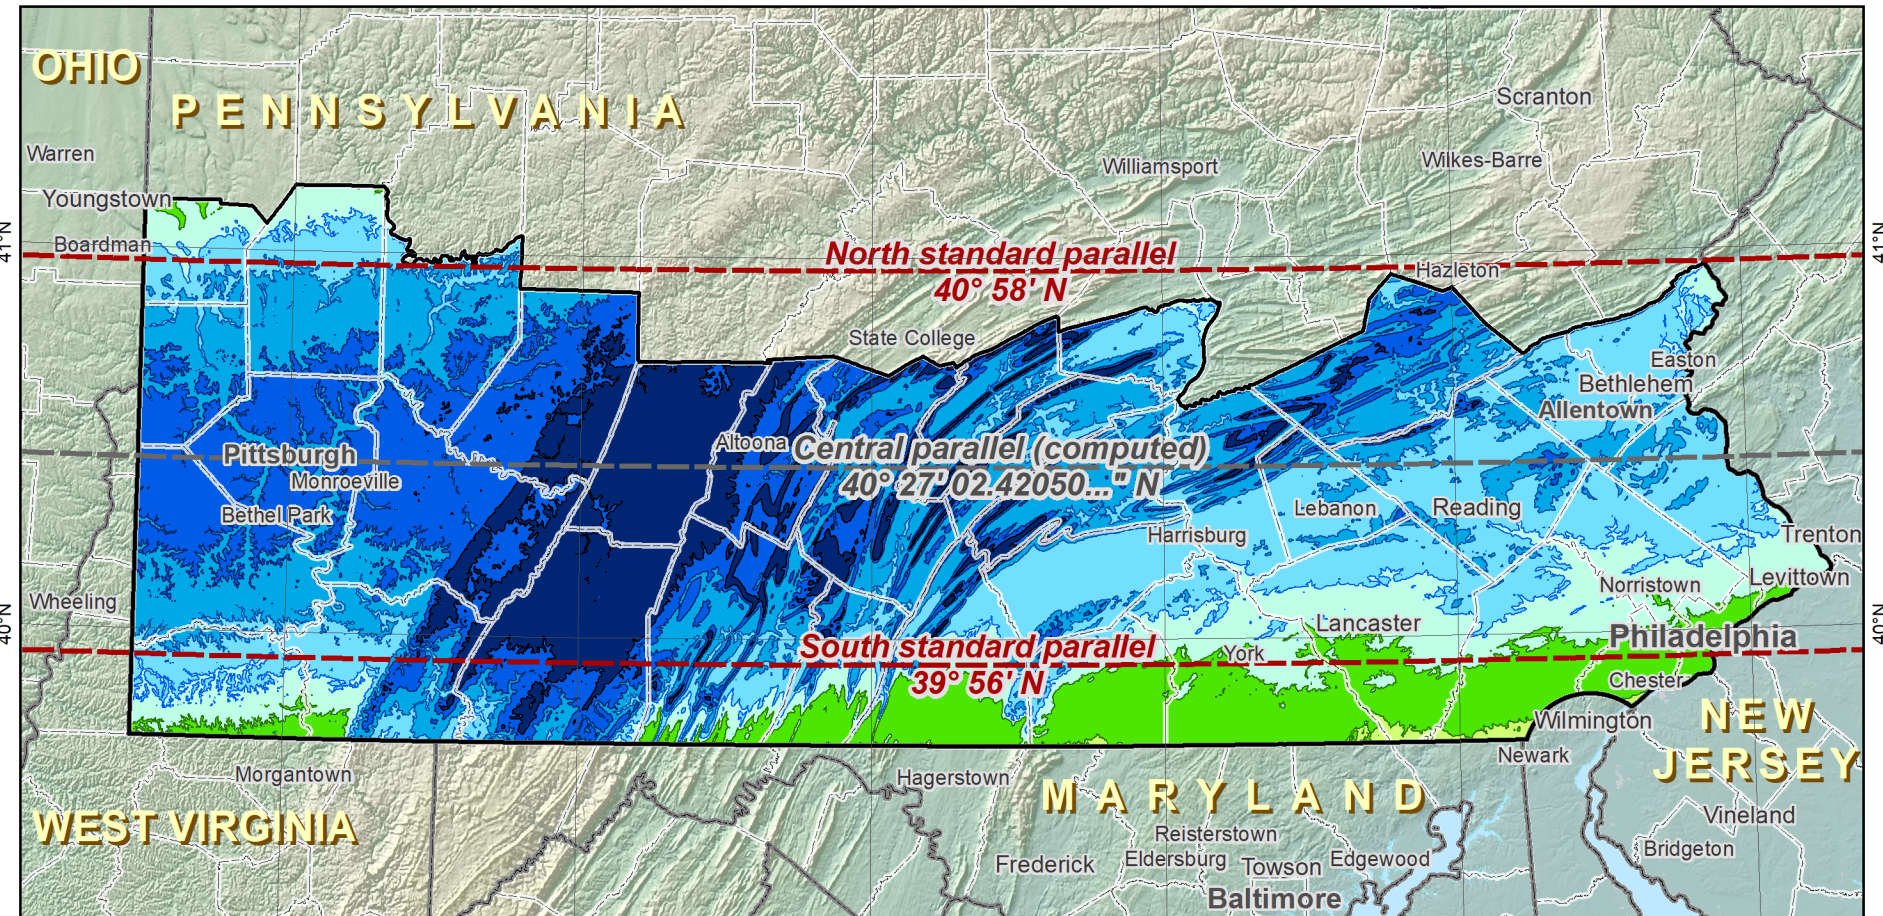 OHIO
PENNSYLVANIA
Scranton
Warren
Wilkes-Barre
Williamsport
Youngstown
41°N
Boardman
41°N
North standard parallel
40° 58' N
Hazleton
State College
Easton
Bethlehem
Allentown
Altoona
Central parallel (computed)
40° 27' 02.42050..." N
Pittsburgh
Monroeville
Bethel Park
Lebanon
Reading
Harrisburg
Trenton
Norristown
Levittown
Wheeling
40°N
40°N
Lancaster
Philadelphia
South standard parallel
39° 56' N
York
Chester
Wilmington
NEW
JERSEY
Newark
Morgantown
Hagerstown
MARYLAND
WEST VIRGINIA
Vineland
Reisterstown
Bridgeton
Frederick
Eldersburg
Towson
Edgewood
Baltimore